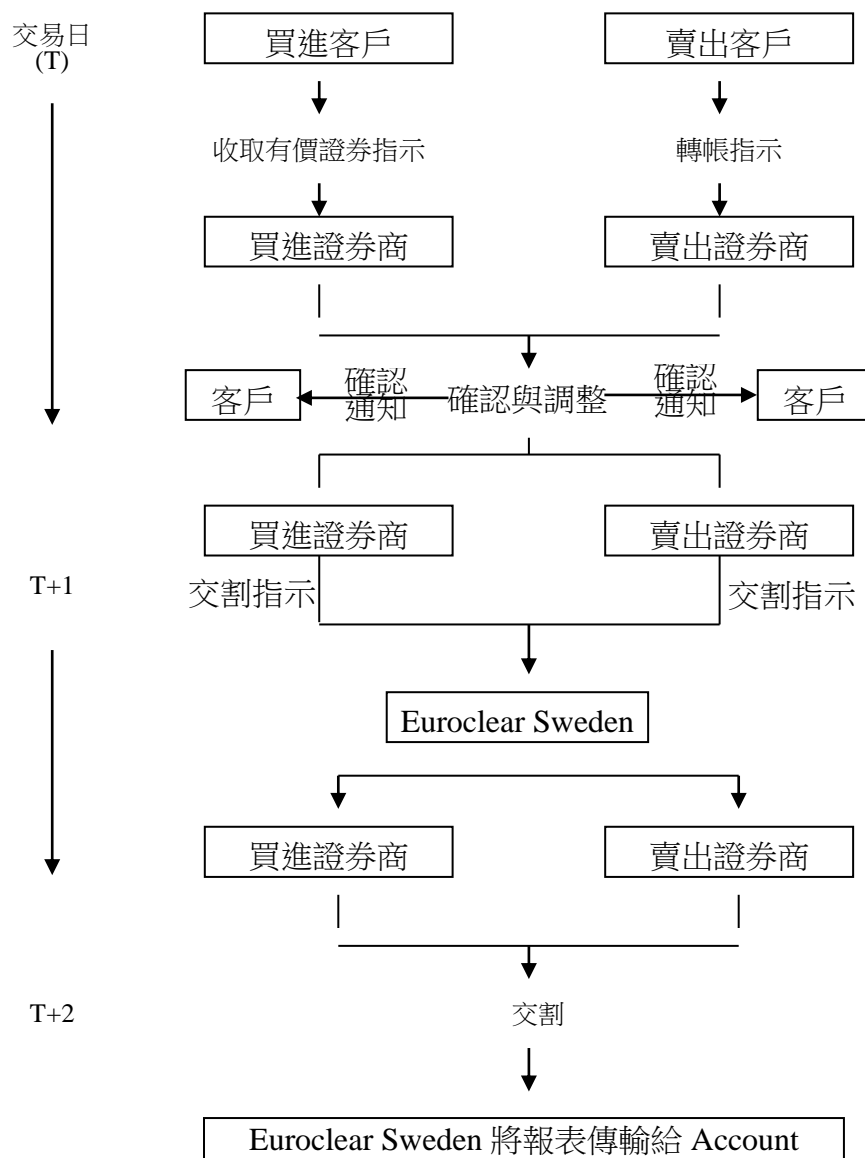 交易日
(T)
買進客戶
賣出客戶
收取有價證券指示
轉帳指示
買進證券商
賣出證券商
客戶
確認
通知
確認與調整
確認
通知
客戶
買進證券商
賣出證券商
T+1
交割指示
交割指示
Euroclear Sweden
買進證券商
賣出證券商
T+2
交割
Euroclear Sweden 將報表傳輸給 Account